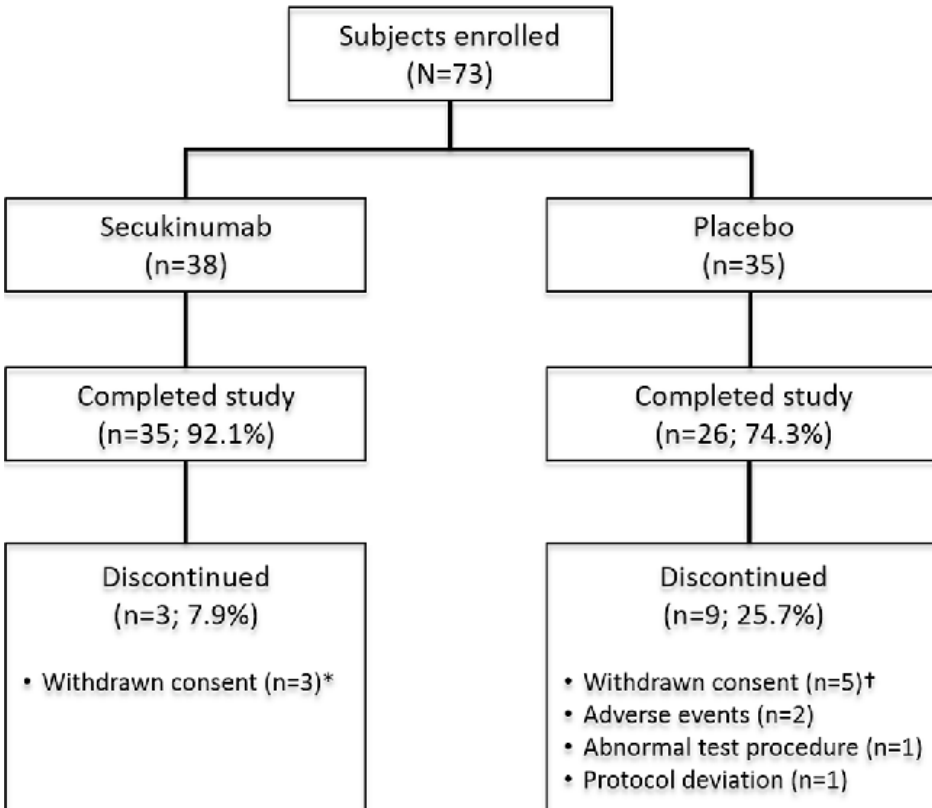 Subjects enrolled
(N=73)
Secukinumab
(n=38)
Placebo
(n=35)
Completed study
(n=35; 92.1%)
Completed study
(n=26; 74.3%)
Discontinued
(n=3; 7.9%)
• Withdrawn consent (n=3)*
Discontinued
(n=9; 25.7%)
• Withdrawn consent (n=5)†
• Adverse events (n=2)
• Abnormal test procedure (n=1)
• Protocol deviation (n=1)